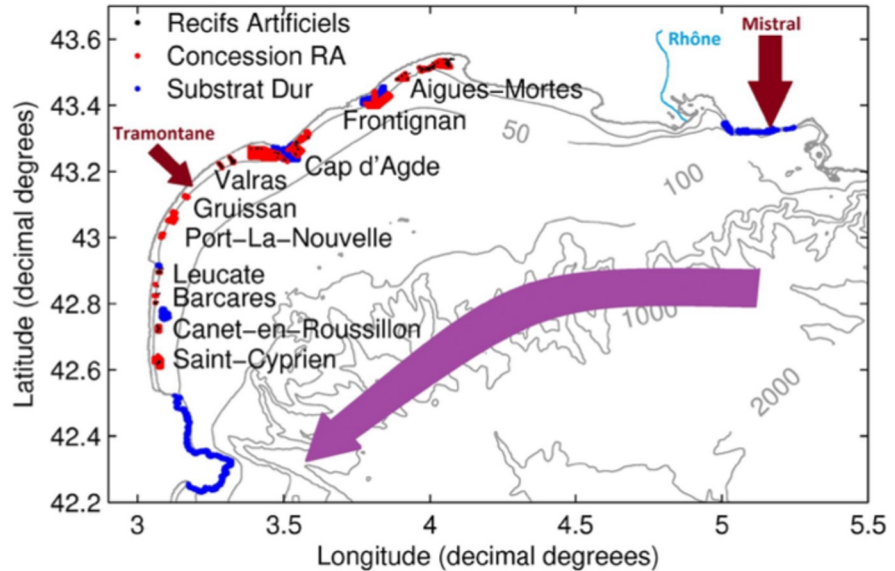 Recifs Artificiels
Concession RA
Substrat Dur
Rhône
Mistral
Tramontane
Aigues-Mortes
Frontignan
Cap d'Agde
Valras
Gruissan
Port-La-Nouvelle
Leucate
Barcares
Canet-en-Roussillon
Saint-Cyprien
50
100
1000
2000
43.6
43.4
43.2
43
42.8
42.6
42.4
42.2
Latitude (decimal degrees)
3
3.5
4
4.5
5
5.5
Longitude (decimal degreees)